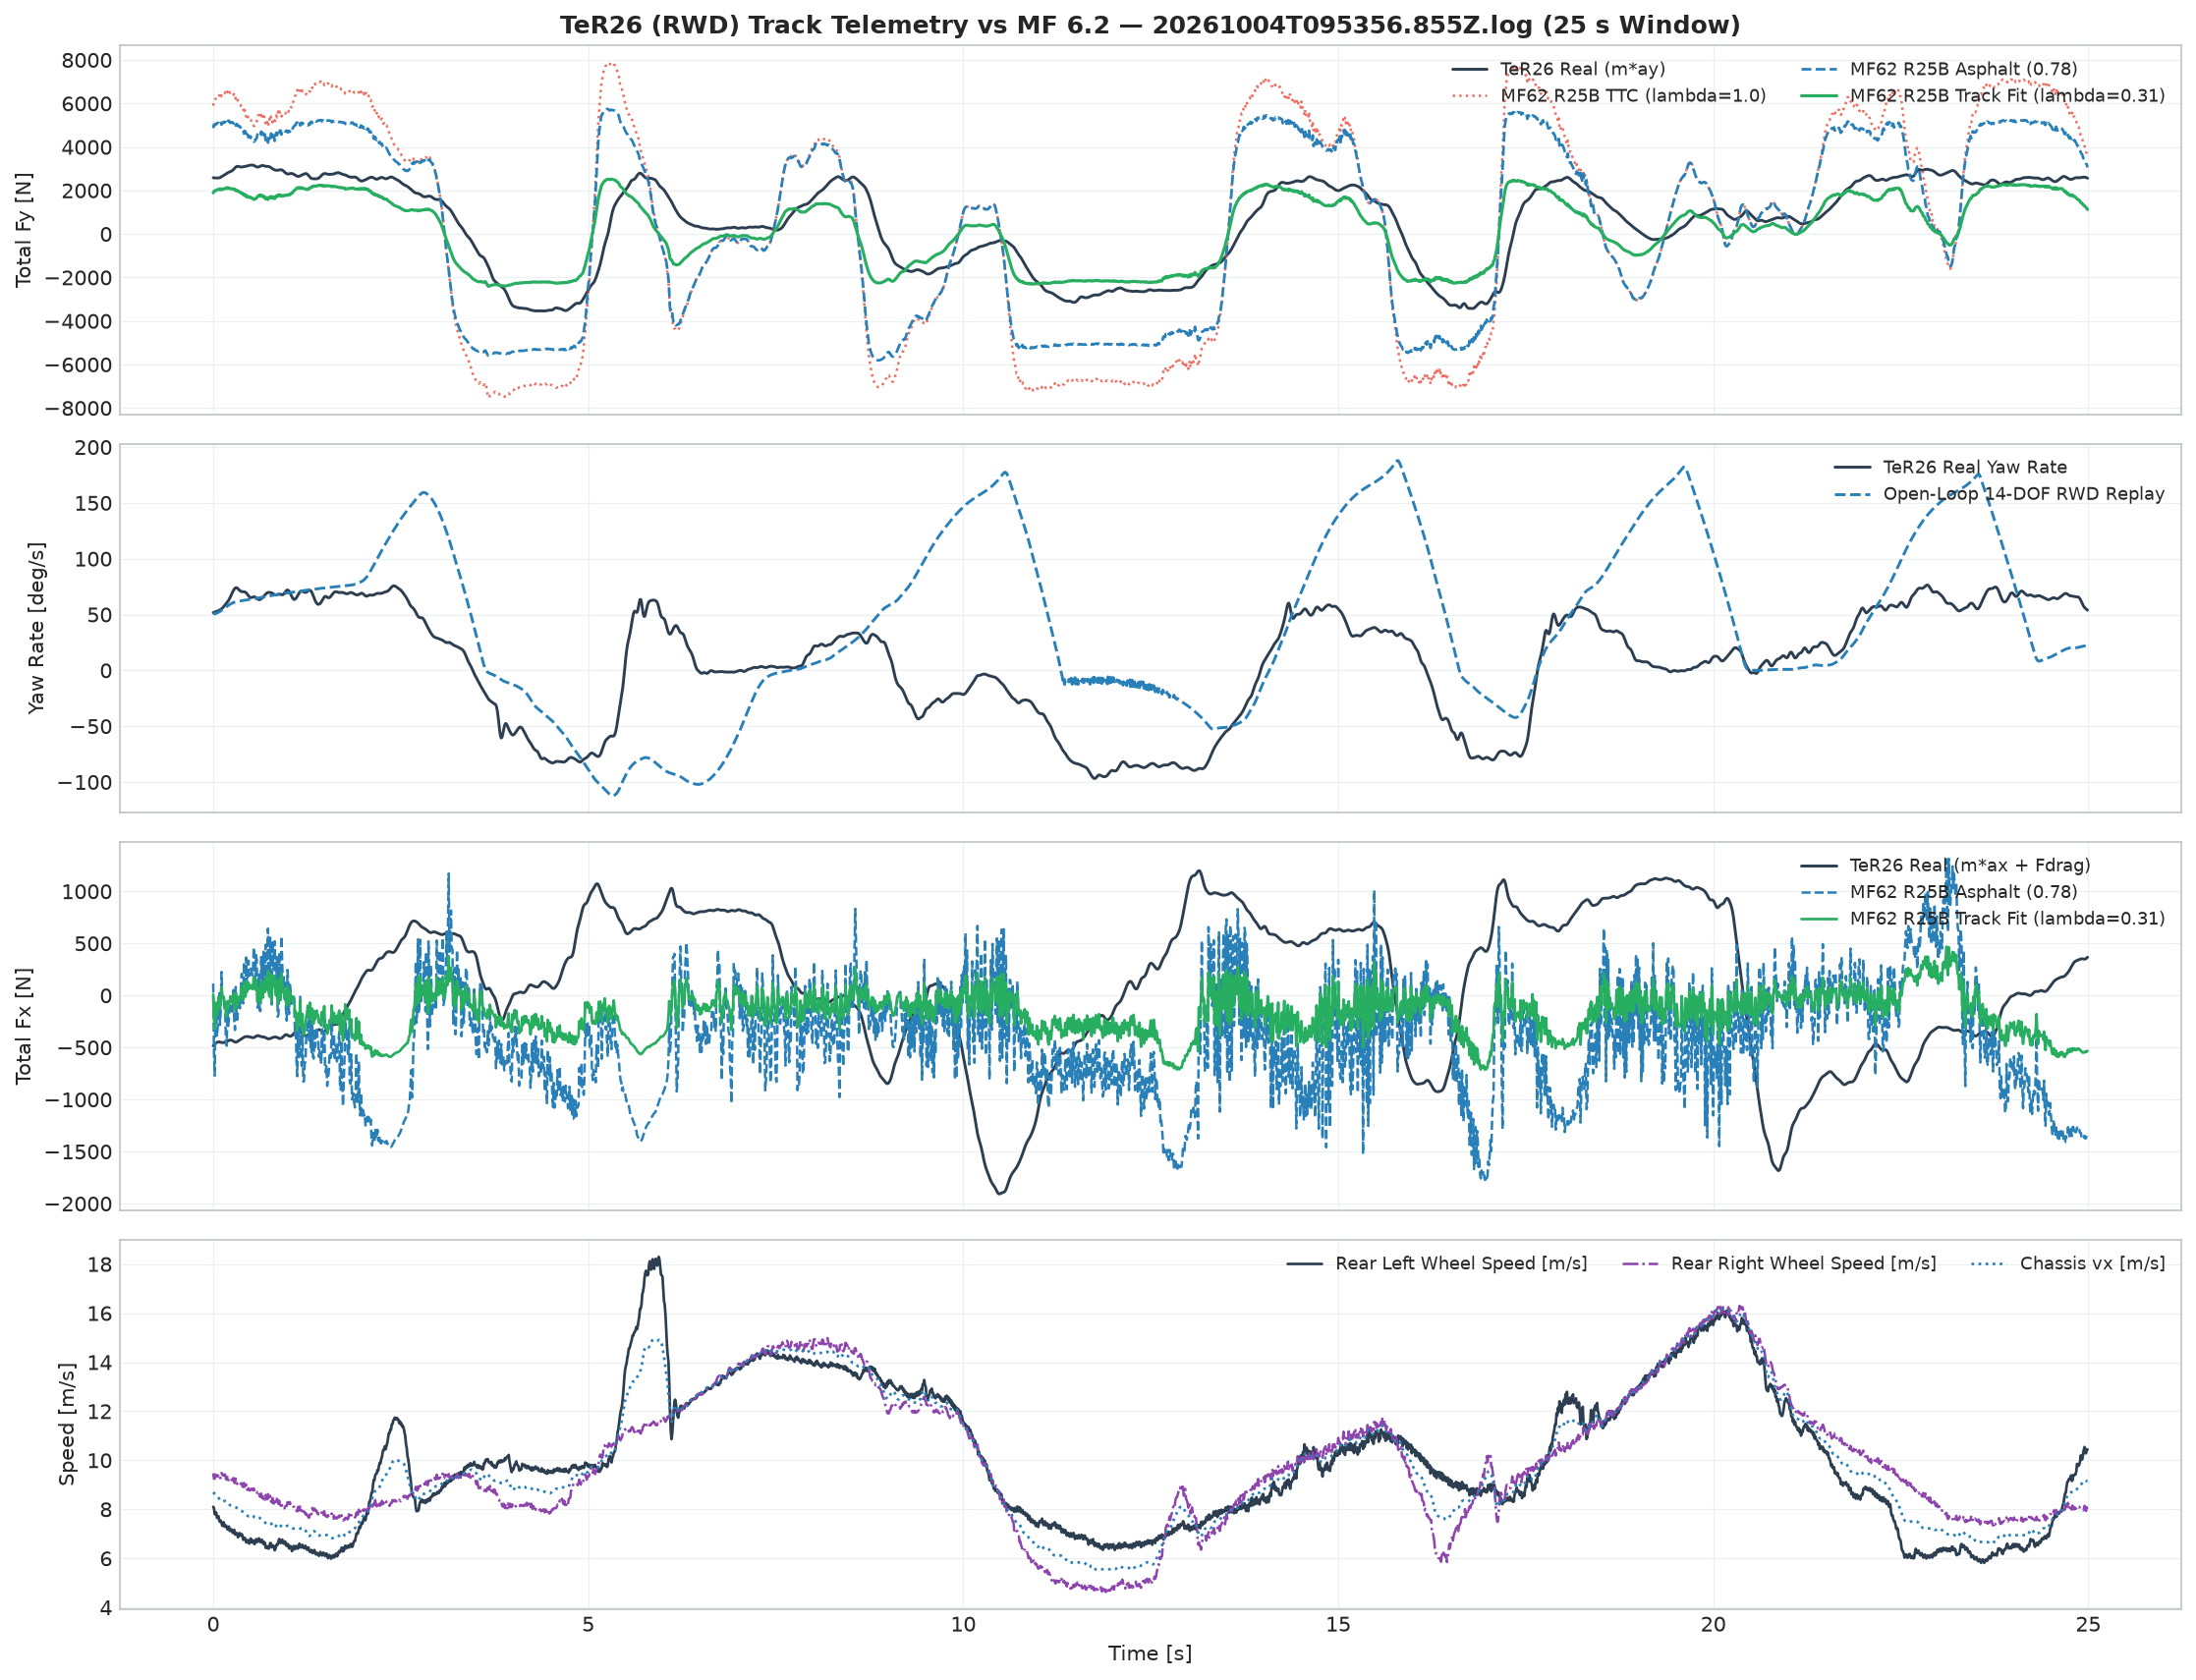 TeR26 (RWD) Track Telemetry vs MF 6.2 — 20261004T095356.855Z.log (25 s Window)
Total Fy [N]
8000
6000
4000
2000
0
−2000
−4000
−6000
−8000
TeR26 Real (m*ay)
MF62 R25B TTC (lambda=1.0)
MF62 R25B Asphalt (0.78)
MF62 R25B Track Fit (lambda=0.31)
Yaw Rate [deg/s]
200
150
100
50
0
−50
−100
TeR26 Real Yaw Rate
Open-Loop 14-DOF RWD Replay
Total Fx [N]
1000
500
0
−500
−1000
−1500
−2000
TeR26 Real (m*ax + Fdrag)
MF62 R25B Asphalt (0.78)
MF62 R25B Track Fit (lambda=0.31)
Speed [m/s]
18
16
14
12
10
8
6
4
Rear Left Wheel Speed [m/s]
Rear Right Wheel Speed [m/s]
Chassis vx [m/s]
0 5 10 15 20 25
Time [s]